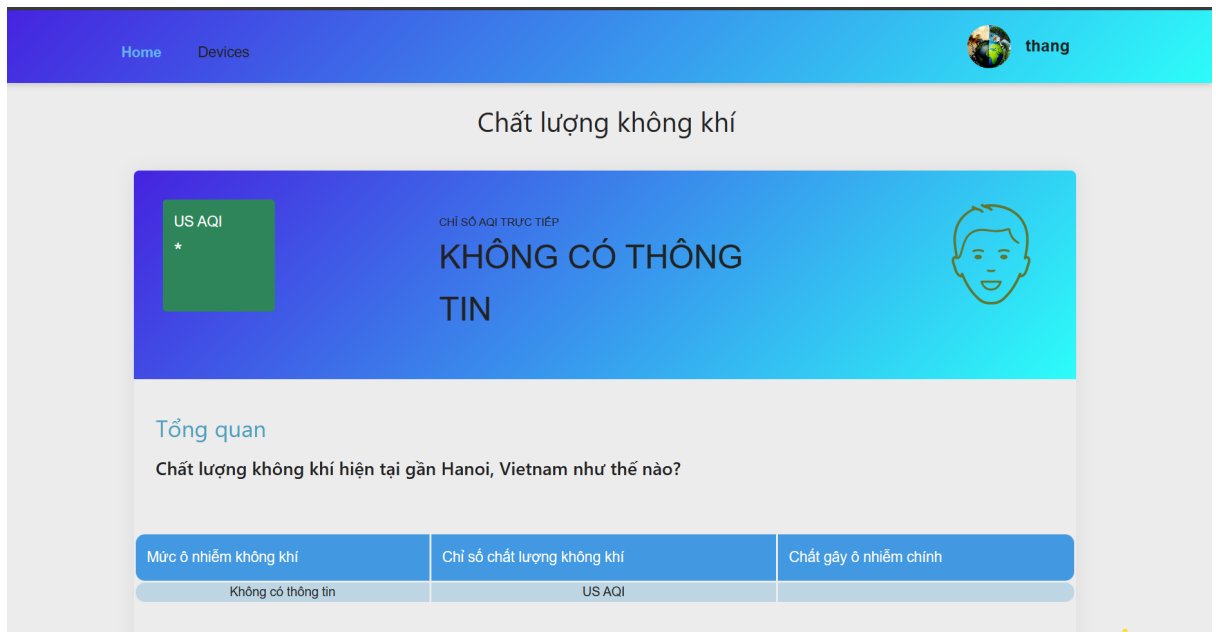 Home Devices thang
Chất lượng không khí
US AQI
*
CHỈ SỐ AQI TRỰC TIẾP
KHÔNG CÓ THÔNG
TIN
Tổng quan
Chất lượng không khí hiện tại gần Hanoi, Vietnam như thế nào?
Mức ô nhiễm không khí Chỉ số chất lượng không khí Chất gây ô nhiễm chính
Không có thông tin US AQI